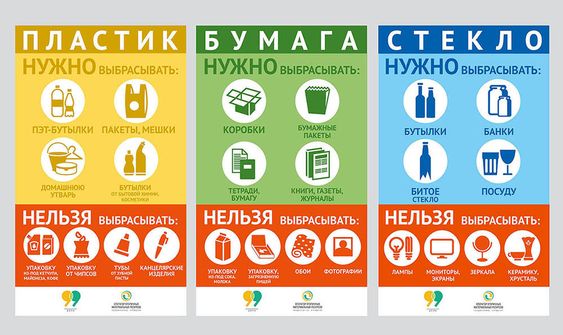 ПЛАСТИК
НУЖНО ВЫБРАСЫВАТЬ:
ПЭТ-БУТЫЛКИ
ПАКЕТЫ, МЕШКИ
ДОМАШНЮЮ
УТВАРЬ
БУТЫЛКИ
ОТ БЫТОВОЙ ХИМИИ,
КОСМЕТИКИ
НЕЛЬЗЯ ВЫБРАСЫВАТЬ:
УПАКОВКУ
ИЗ-ПОД КЕТЧУПА,
МАЙОНЕЗА, КОФЕ
УПАКОВКУ
ОТ ЧИПСОВ
ТУБЫ
ОТ ЗУБНОЙ
ПАСТЫ
КАНЦЕЛЯРСКИЕ
ИЗДЕЛИЯ
БУМАГА
НУЖНО ВЫБРАСЫВАТЬ:
КОРОБКИ
БУМАЖНЫЕ
ПАКЕТЫ
ТЕТРАДИ,
БУМАГУ
КНИГИ, ГАЗЕТЫ,
ЖУРНАЛЫ
НЕЛЬЗЯ ВЫБРАСЫВАТЬ:
УПАКОВКУ
ИЗ-ПОД СОКА,
МОЛОКА
УПАКОВКУ,
ЗАГРЯЗНЕННУЮ
ПИЩЕЙ
ОБОИ
ФОТОГРАФИИ
СТЕКЛО
НУЖНО ВЫБРАСЫВАТЬ:
БУТЫЛКИ
БАНКИ
БИТОЕ
СТЕКЛО
ПОСУДУ
НЕЛЬЗЯ ВЫБРАСЫВАТЬ:
ЛАМПЫ
МОНИТОРЫ,
ЭКРАНЫ
ЗЕРКАЛА
КЕРАМИКУ,
ХРУСТАЛЬ